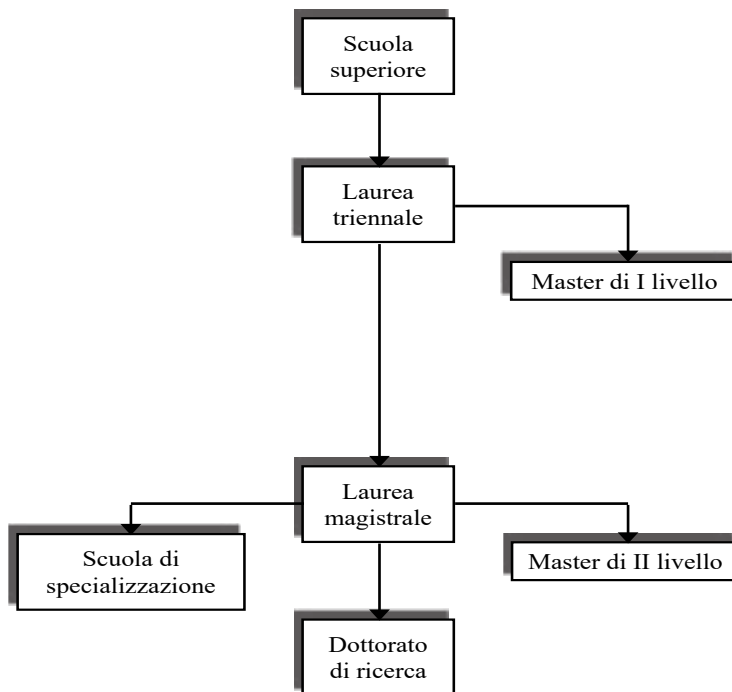 Scuola
superiore
Laurea
triennale
Master di I livello
Laurea
magistrale
Scuola di
specializzazione
Master di II livello
Dottorato
di ricerca